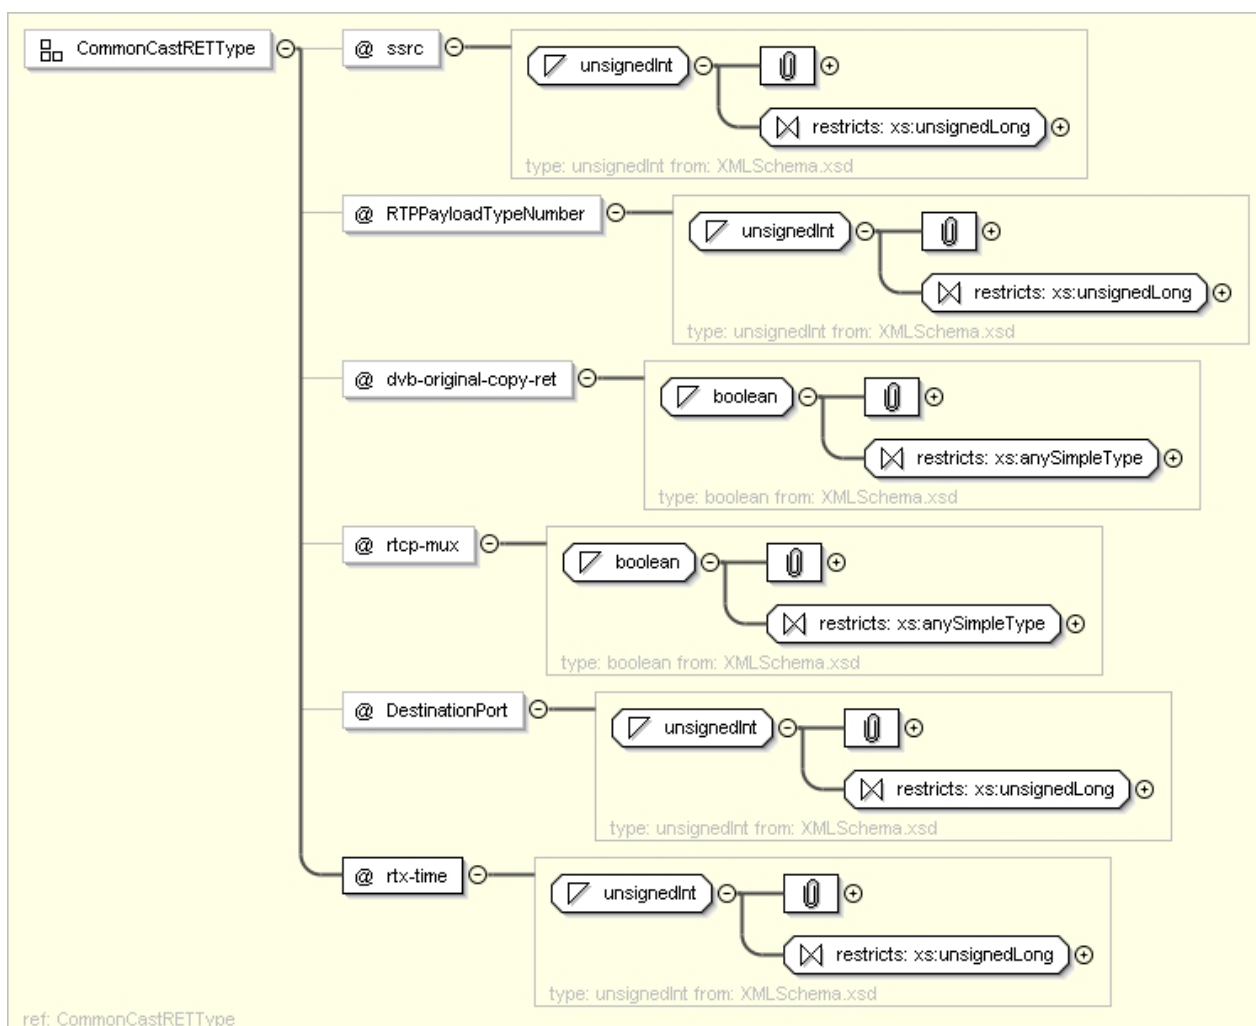 CommonCastRETType
@ ssrc
unsignedInt
restricts: xs:unsignedLong
type: unsignedInt from: XMLSchema.xsd
@ RTPPayloadTypeNumber
unsignedInt
restricts: xs:unsignedLong
type: unsignedInt from: XMLSchema.xsd
@ dvb-original-copy-ret
boolean
restricts: xs:anySimpleType
type: boolean from: XMLSchema.xsd
@ rtcp-mux
boolean
restricts: xs:anySimpleType
type: boolean from: XMLSchema.xsd
@ DestinationPort
unsignedInt
restricts: xs:unsignedLong
type: unsignedInt from: XMLSchema.xsd
@ rtx-time
unsignedInt
restricts: xs:unsignedLong
type: unsignedInt from: XMLSchema.xsd
ref: CommonCastRETType